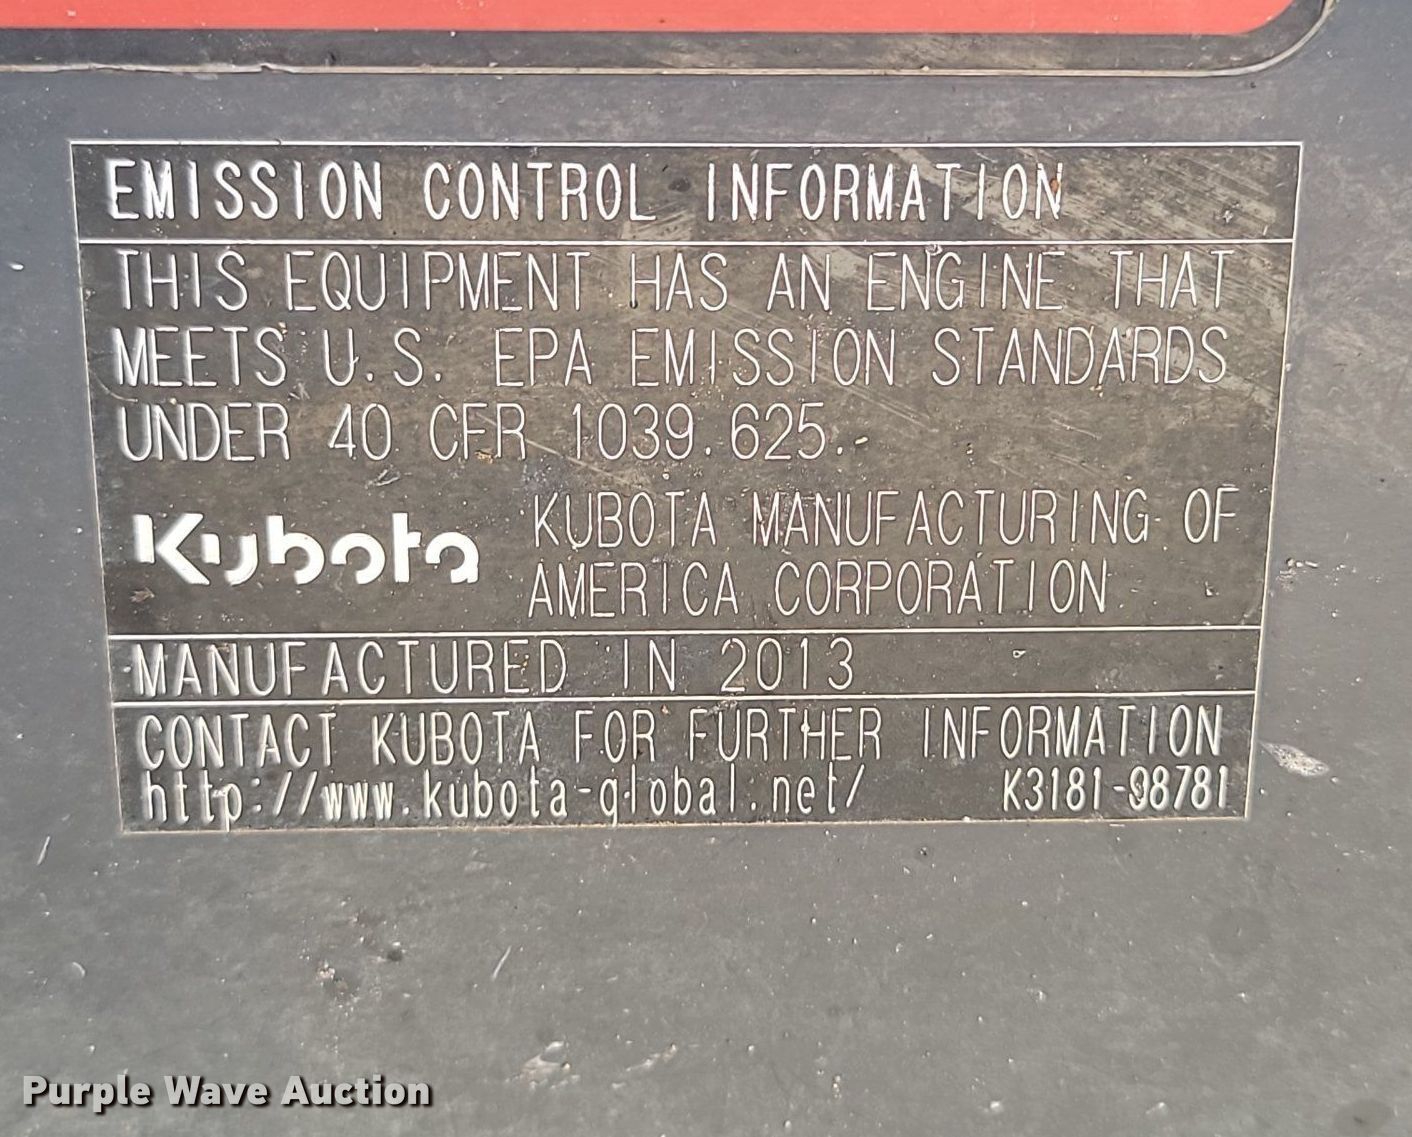 EMISSION CONTROL INFORMATION
THIS EQUIPMENT HAS AN ENGINE THAT
MEETS U.S. EPA EMISSION STANDARDS
UNDER 40 CFR 1039.625.
Kubota
KUBOTA MANUFACTURING OF
AMERICA CORPORATION
MANUFACTURED IN 2013
CONTACT KUBOTA FOR FURTHER INFORMATION
http://www.kubota-global.net/ K3181-98781
Purple Wave Auction